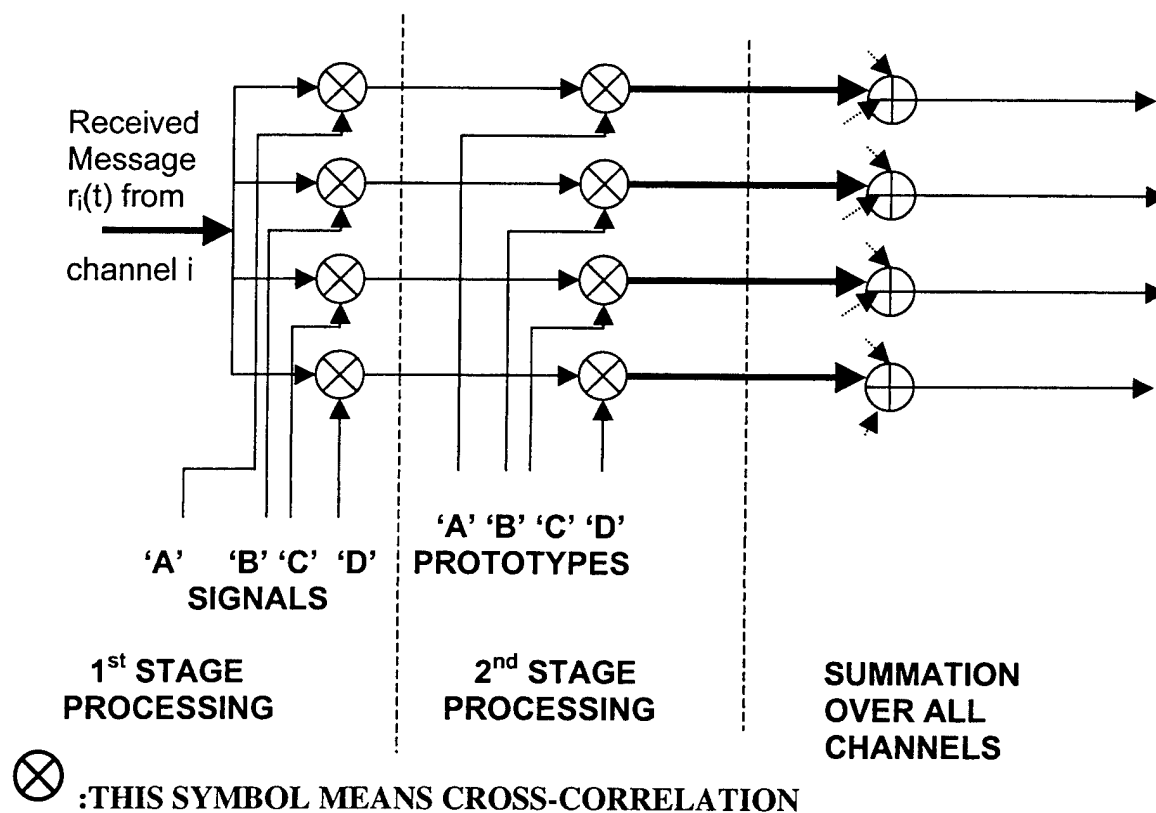 Received
Message
rᵢ(t) from
channel i
‘A’ ‘B’ ‘C’ ‘D’
SIGNALS
‘A’ ‘B’ ‘C’ ‘D’
PROTOTYPES
1st STAGE
PROCESSING
2nd STAGE
PROCESSING
SUMMATION
OVER ALL
CHANNELS
:THIS SYMBOL MEANS CROSS-CORRELATION